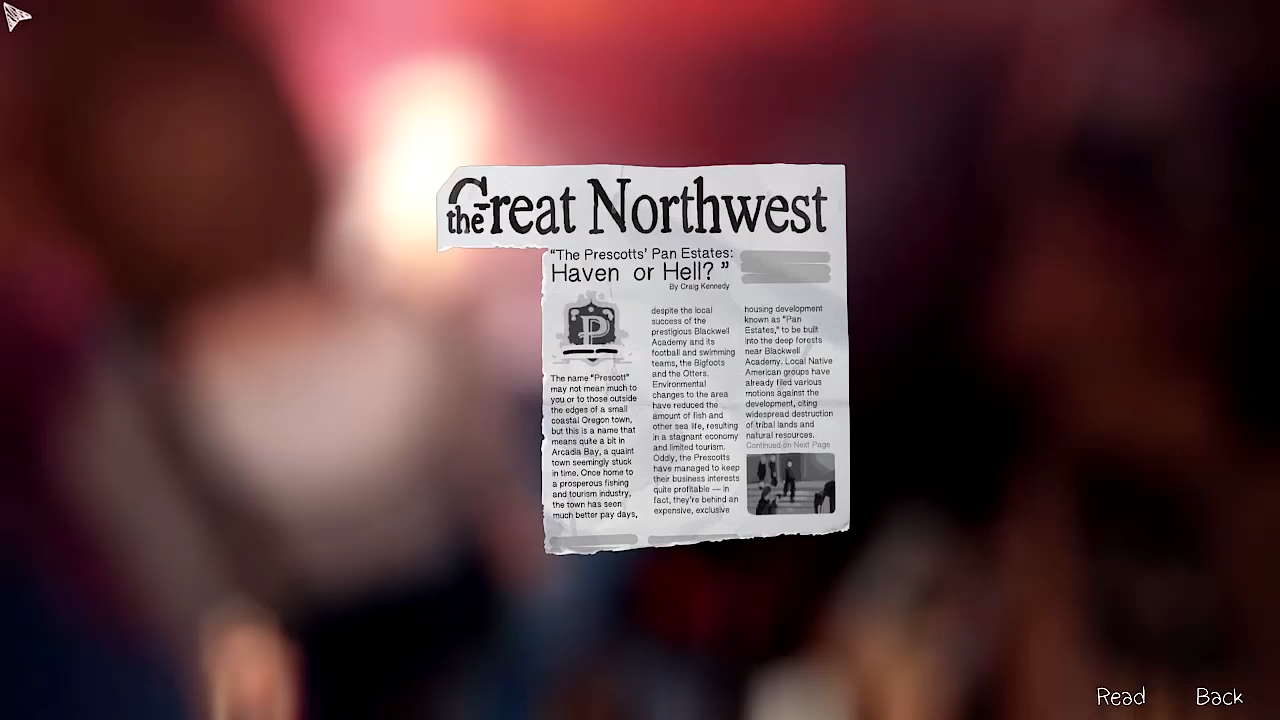 the Great Northwest
"The Prescotts' Pan Estates:
Haven or Hell?"
By Craig Kennedy
P
The name "Prescott"
may not mean much to
you or to those outside
the edges of a small
coastal Oregon town,
but this is a name that
means quite a bit in
Arcadia Bay, a quaint
town seemingly stuck
in time. Once home to
a prosperous fishing
and tourism industry,
the town has seen
much better pay days,
despite the local
success of the
prestigious Blackwell
Academy and its
football and swimming
teams, the Bigfoots
and the Otters.
Environmental
changes to the area
have reduced the
amount of fish and
other sea life, resulting
in a stagnant economy
and limited tourism.
Oddly, the Prescotts
have managed to keep
their business interests
quite profitable — in
fact, they're behind an
expensive, exclusive
housing development
known as "Pan
Estates," to be built
into the deep forests
near Blackwell
Academy. Local Native
American groups have
already filed various
motions against the
development, citing
widespread destruction
of tribal lands and
natural resources.
Continued on Next Page
Read Back